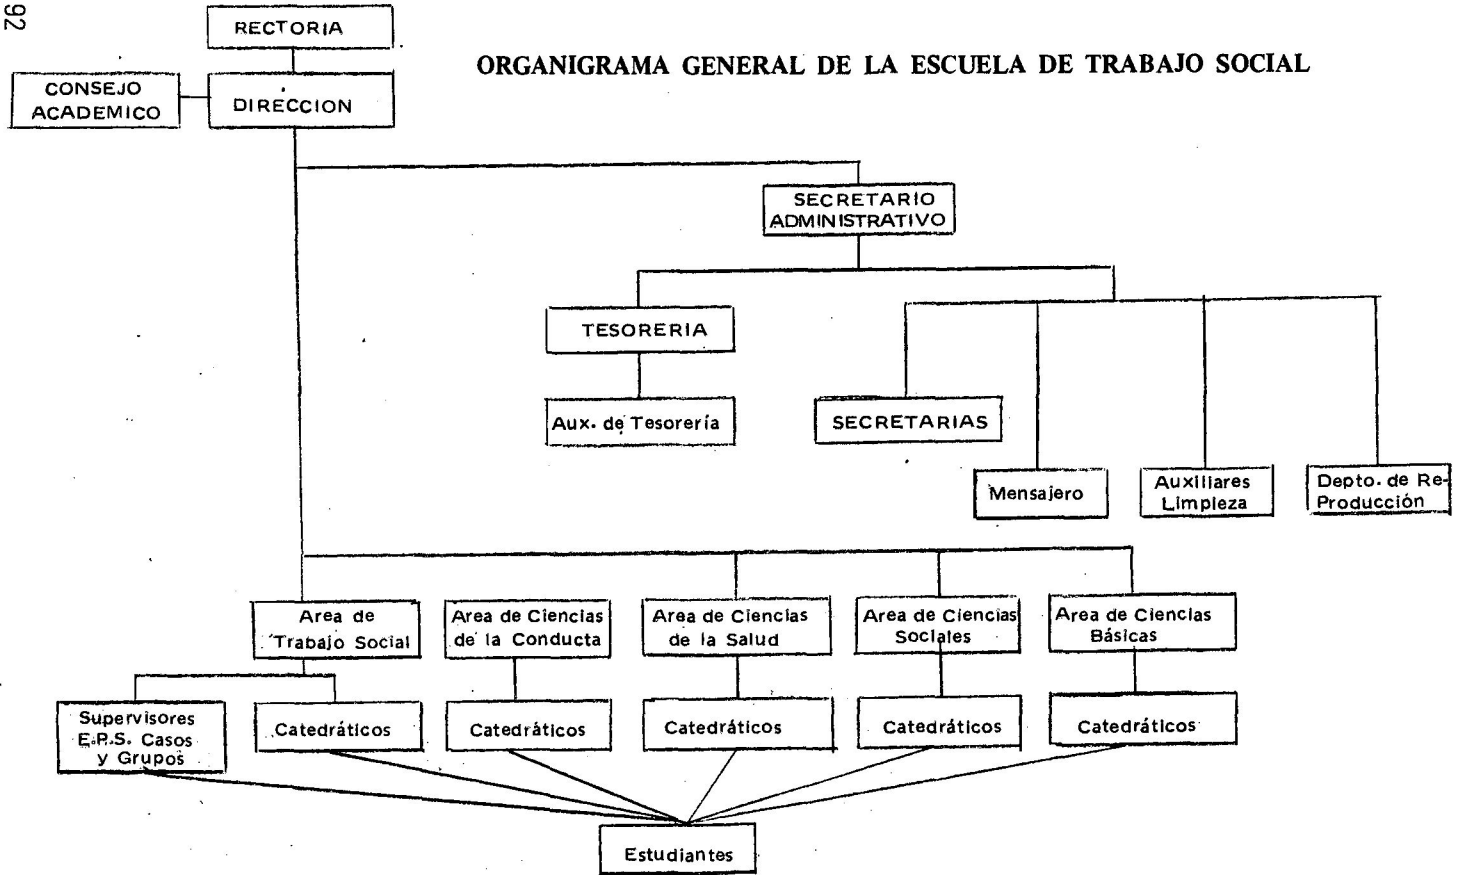 92
RECTORIA
ORGANIGRAMA GENERAL DE LA ESCUELA DE TRABAJO SOCIAL
CONSEJO
ACADEMICO
DIRECCION
SECRETARIO
ADMINISTRATIVO
TESORERIA
Aux. de Tesorería
SECRETARIAS
Mensajero
Auxiliares
Limpieza
Depto. de Re-
Producción
Area de
Trabajo Social
Area de Ciencias
de la Conducta
Area de Ciencias
de la Salud
Area de Ciencias
Sociales
Area de Ciencias
Básicas
Supervisores
E.P.S. Casos
y Grupos
Catedráticos
Catedráticos
Catedráticos
Catedráticos
Catedráticos
Estudiantes